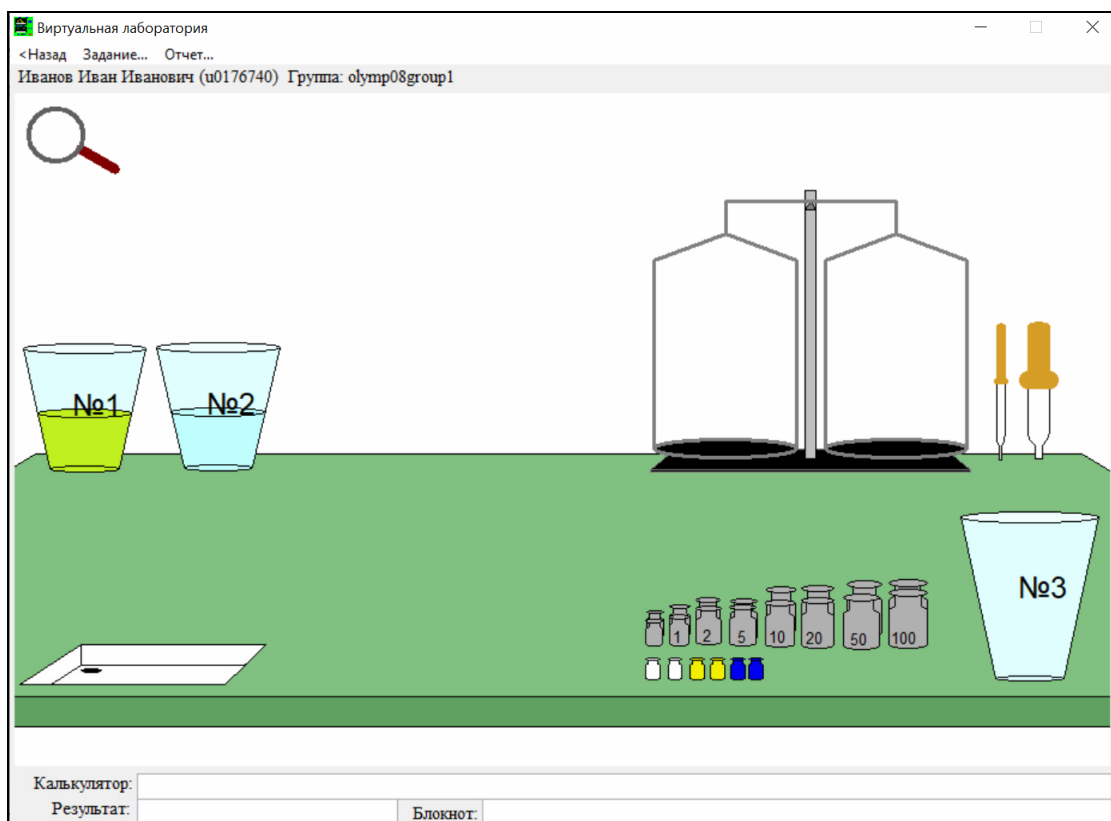 Виртуальная лаборатория
<Назад Задание... Отчет...
Иванов Иван Иванович (u0176740) Группа: olymp08group1
№1 №2
№3
1 2 5 10 20 50 100
Калькулятор:
Результат: Блокнот: